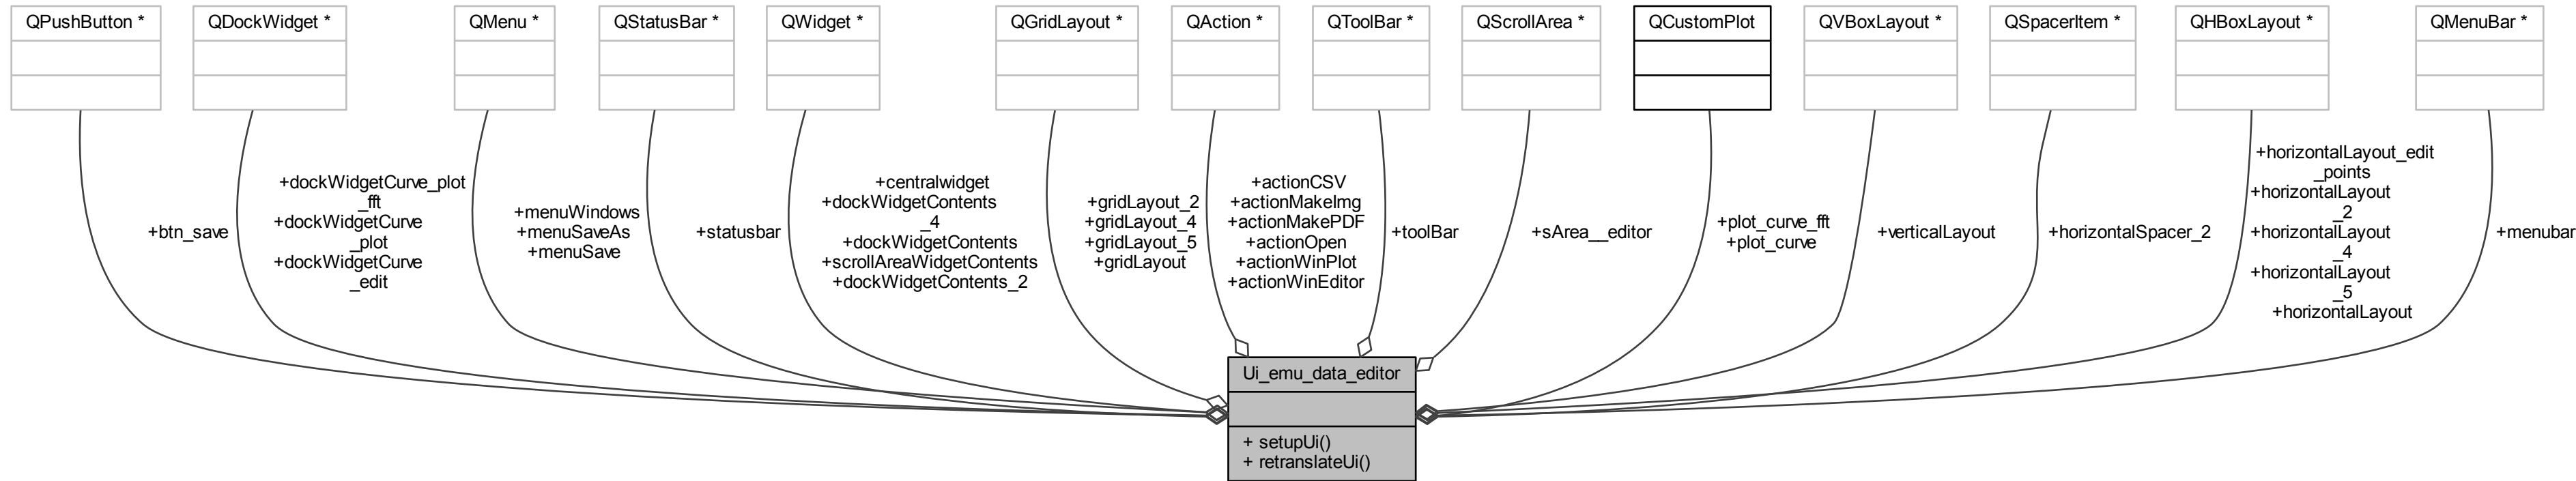 QPushButton *
QDockWidget *
QMenu *
QStatusBar *
QWidget *
QGridLayout *
QAction *
QToolBar *
QScrollArea *
QCustomPlot
QVBoxLayout *
QSpacerItem *
QHBoxLayout *
QMenuBar *
+btn_save
+dockWidgetCurve_plot
_fft
+dockWidgetCurve
_plot
+dockWidgetCurve
_edit
+menuWindows
+menuSaveAs
+menuSave
+statusbar
+centralwidget
+dockWidgetContents
_4
+dockWidgetContents
+scrollAreaWidgetContents
+dockWidgetContents_2
+gridLayout_2
+gridLayout_4
+gridLayout_5
+gridLayout
+actionCSV
+actionMakeImg
+actionMakePDF
+actionOpen
+actionWinPlot
+actionWinEditor
+toolBar
+sArea__editor
+plot_curve_fft
+plot_curve
+verticalLayout
+horizontalSpacer_2
+horizontalLayout_edit
_points
+horizontalLayout
_2
+horizontalLayout
_4
+horizontalLayout
_5
+horizontalLayout
+menubar
Ui_emu_data_editor
+ setupUi()
+ retranslateUi()